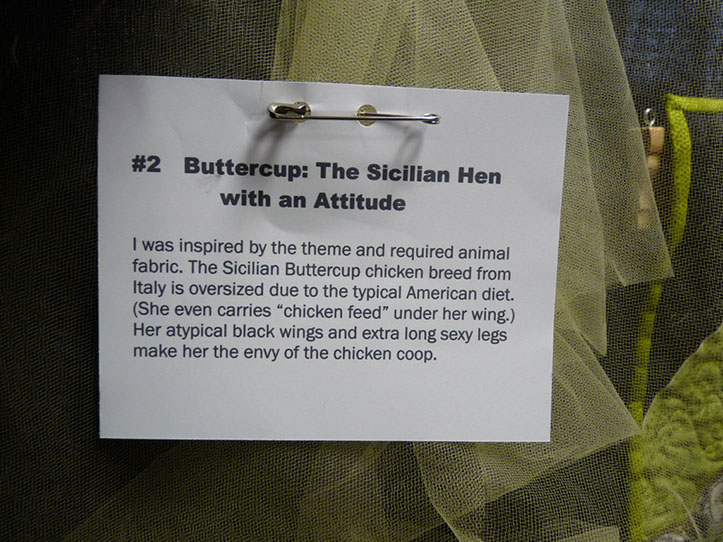 #2 Buttercup: The Sicilian Hen
with an Attitude
I was inspired by the theme and required animal
fabric. The Sicilian Buttercup chicken breed from
Italy is oversized due to the typical American diet.
(She even carries “chicken feed” under her wing.)
Her atypical black wings and extra long sexy legs
make her the envy of the chicken coop.